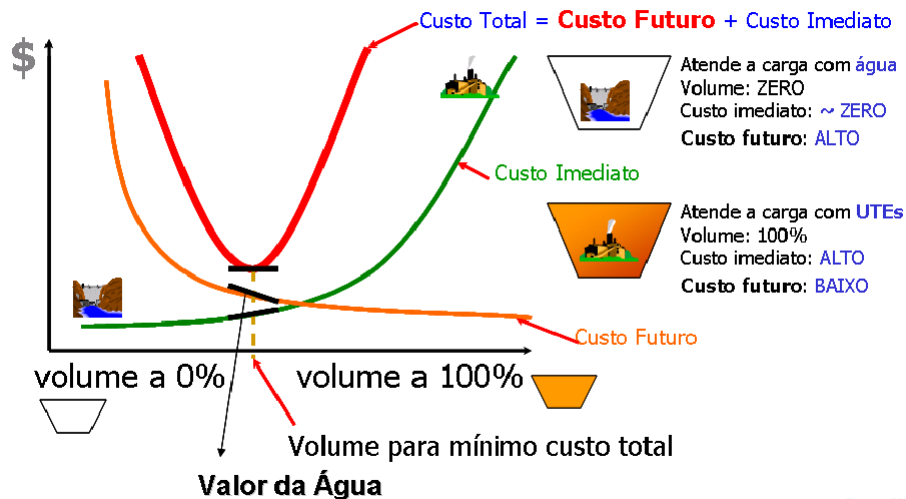 Custo Total = Custo Futuro + Custo Imediato
$
Atende a carga com água
Volume: ZERO
Custo imediato: ~ ZERO
Custo futuro: ALTO
Custo Imediato
Atende a carga com UTEs
Volume: 100%
Custo imediato: ALTO
Custo futuro: BAIXO
Custo Futuro
volume a 0%
volume a 100%
Volume para mínimo custo total
Valor da Água